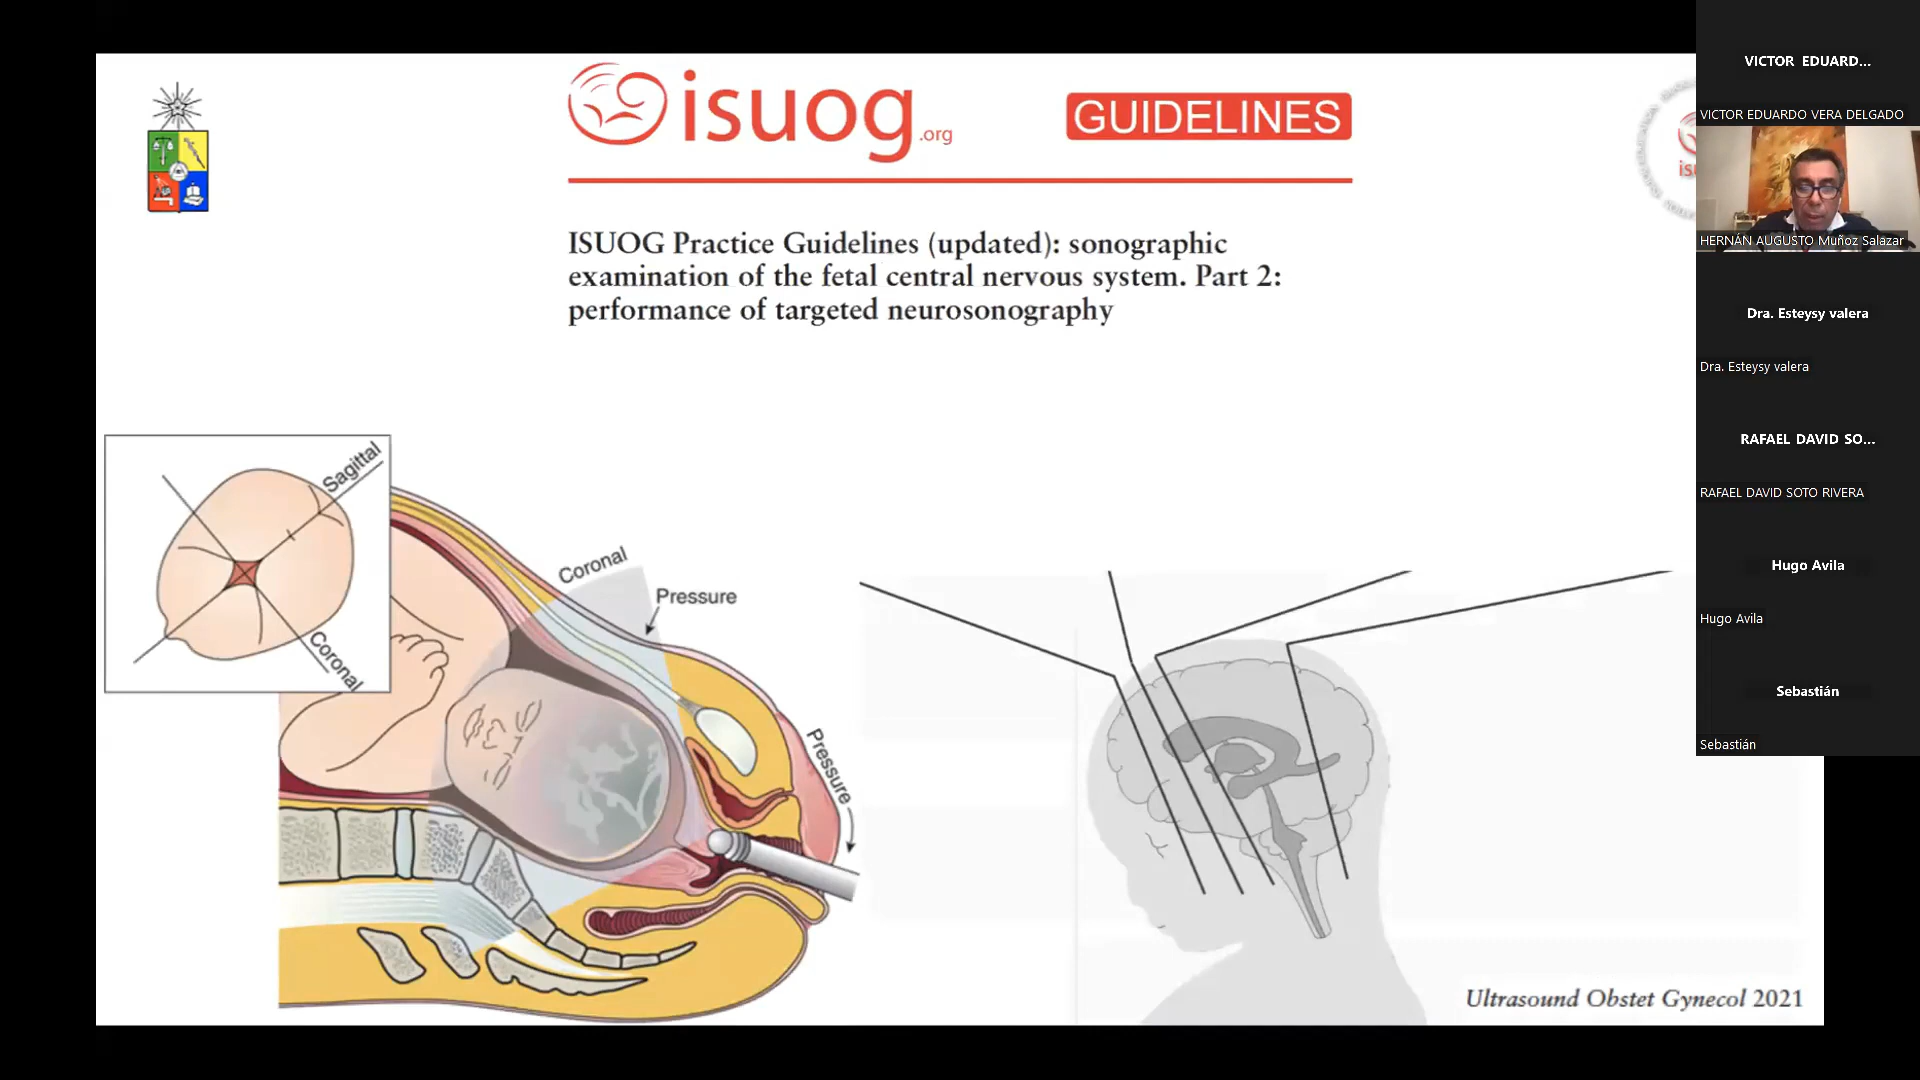 isuog.org
GUIDELINES
ISUOG Practice Guidelines (updated): sonographic
examination of the fetal central nervous system. Part 2:
performance of targeted neurosonography
Sagittal
Coronal
Coronal
Pressure
Pressure
Ultrasound Obstet Gynecol 2021
VICTOR EDUARD...
VICTOR EDUARDO VERA DELGADO
HERNÁN AUGUSTO Muñoz Salazar
Dra. Esteysy valera
Dra. Esteysy valera
RAFAEL DAVID SO...
RAFAEL DAVID SOTO RIVERA
Hugo Avila
Hugo Avila
Sebastián
Sebastián